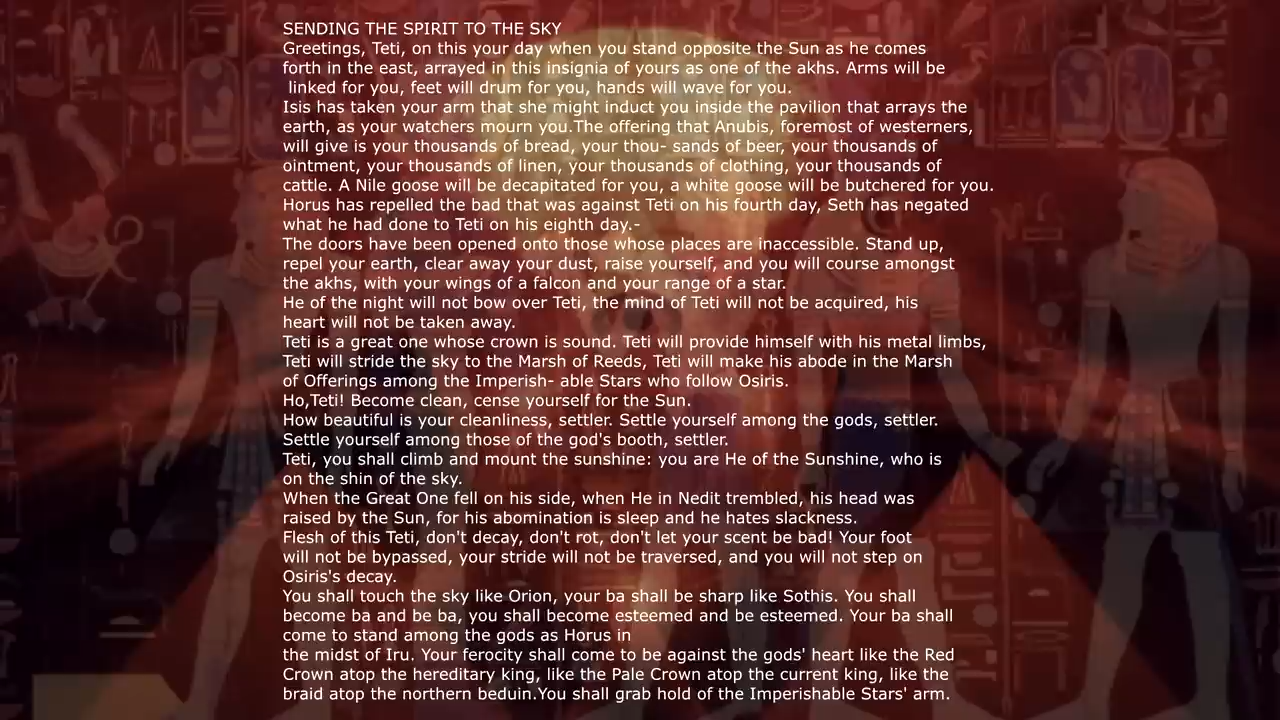 SENDING THE SPIRIT TO THE SKY
Greetings, Teti, on this your day when you stand opposite the Sun as he comes
forth in the east, arrayed in this insignia of yours as one of the akhs. Arms will be
linked for you, feet will drum for you, hands will wave for you.
Isis has taken your arm that she might induct you inside the pavilion that arrays the
earth, as your watchers mourn you.The offering that Anubis, foremost of westerners,
will give is your thousands of bread, your thou- sands of beer, your thousands of
ointment, your thousands of linen, your thousands of clothing, your thousands of
cattle. A Nile goose will be decapitated for you, a white goose will be butchered for you.
Horus has repelled the bad that was against Teti on his fourth day, Seth has negated
what he had done to Teti on his eighth day.-
The doors have been opened onto those whose places are inaccessible. Stand up,
repel your earth, clear away your dust, raise yourself, and you will course amongst
the akhs, with your wings of a falcon and your range of a star.
He of the night will not bow over Teti, the mind of Teti will not be acquired, his
heart will not be taken away.
Teti is a great one whose crown is sound. Teti will provide himself with his metal limbs,
Teti will stride the sky to the Marsh of Reeds, Teti will make his abode in the Marsh
of Offerings among the Imperish- able Stars who follow Osiris.
Ho,Teti! Become clean, cense yourself for the Sun.
How beautiful is your cleanliness, settler. Settle yourself among the gods, settler.
Settle yourself among those of the god's booth, settler.
Teti, you shall climb and mount the sunshine: you are He of the Sunshine, who is
on the shin of the sky.
When the Great One fell on his side, when He in Nedit trembled, his head was
raised by the Sun, for his abomination is sleep and he hates slackness.
Flesh of this Teti, don't decay, don't rot, don't let your scent be bad! Your foot
will not be bypassed, your stride will not be traversed, and you will not step on
Osiris's decay.
You shall touch the sky like Orion, your ba shall be sharp like Sothis. You shall
become ba and be ba, you shall become esteemed and be esteemed. Your ba shall
come to stand among the gods as Horus in
the midst of Iru. Your ferocity shall come to be against the gods' heart like the Red
Crown atop the hereditary king, like the Pale Crown atop the current king, like the
braid atop the northern beduin.You shall grab hold of the Imperishable Stars' arm.